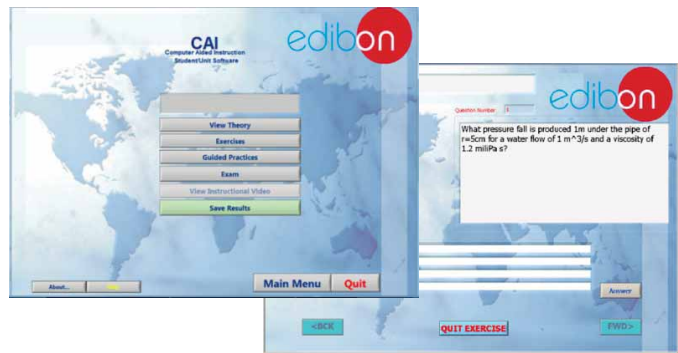 CAI
Computer Aided Instruction
Student/Unit Software
edibon
View Theory
Exercises
Guided Practices
Exam
View Instructional Video
Save Results
About...
Main Menu
Quit
edibon
Question Number 1
What pressure fall is produced 1m under the pipe of
r=5cm for a water flow of 1 m^3/s and a viscosity of
1.2 miliPa s?
Answer
<BCK
QUIT EXERCISE
FWD>